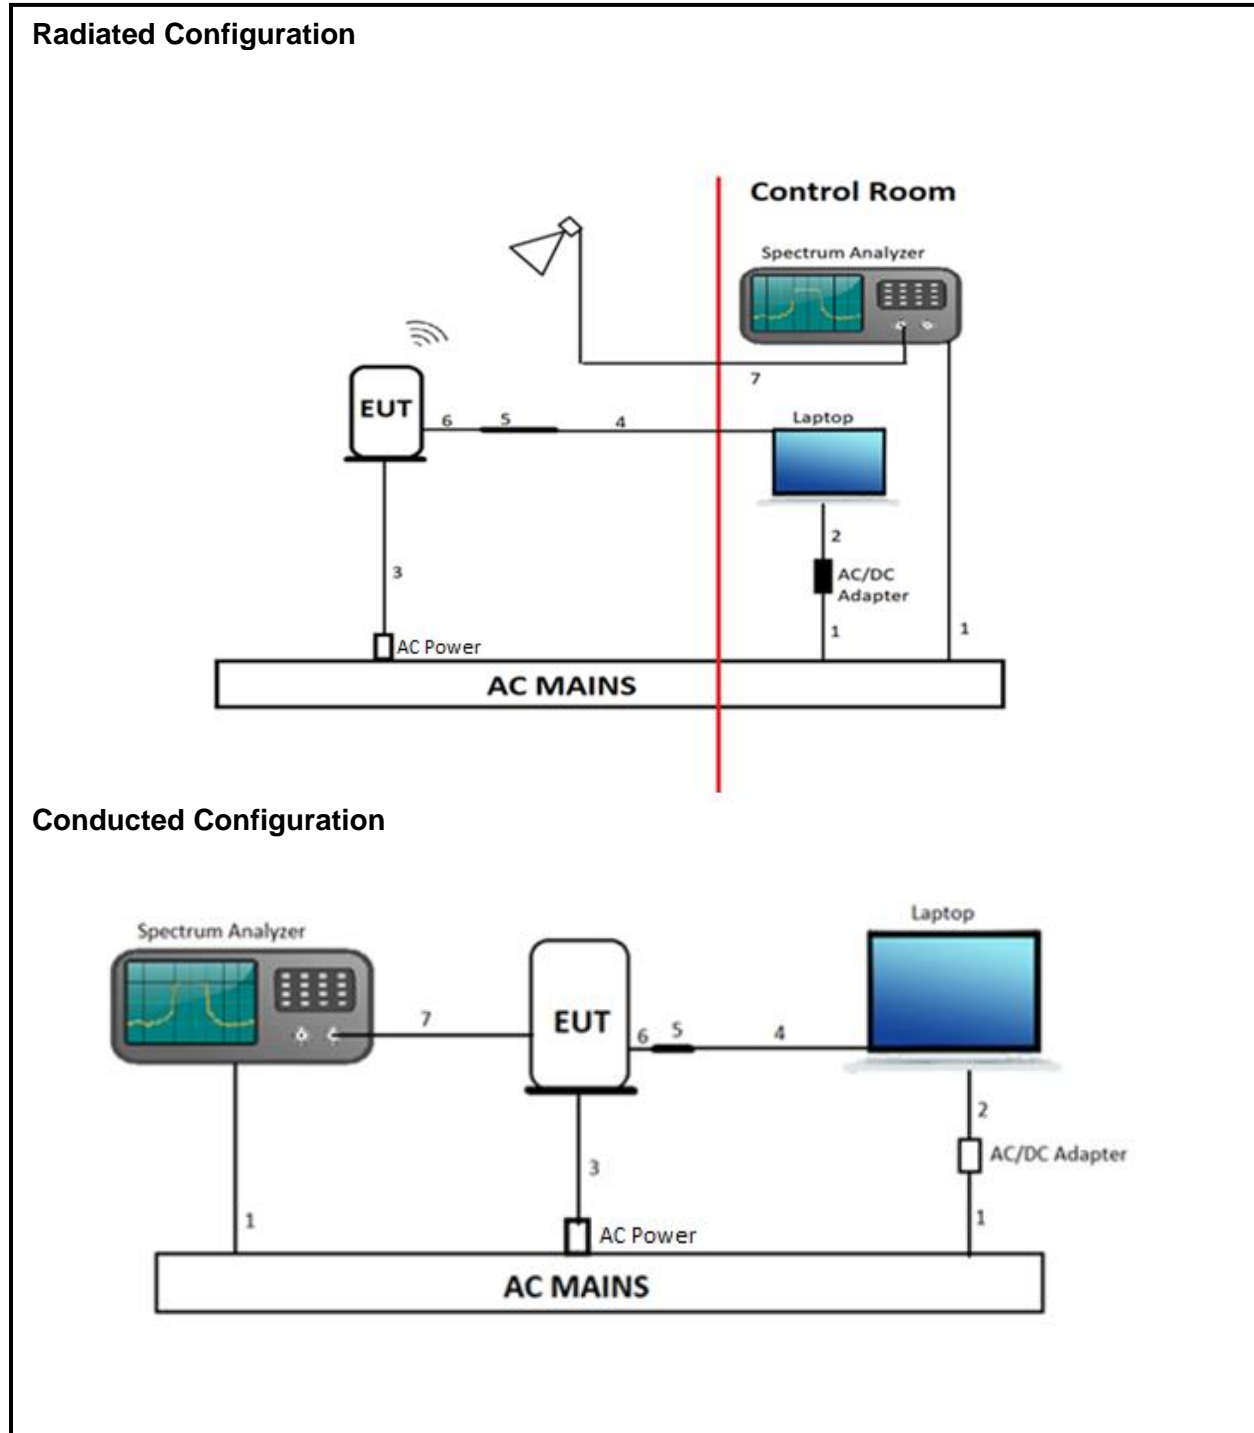 Radiated Configuration
Control Room
Spectrum Analyzer
7
EUT
6 5 4
Laptop
2
3
AC/DC
Adapter
1 1
AC Power
AC MAINS
Conducted Configuration
Laptop
Spectrum Analyzer
7
EUT
6 5 4
2
3
AC/DC Adapter
1
1
AC Power
AC MAINS